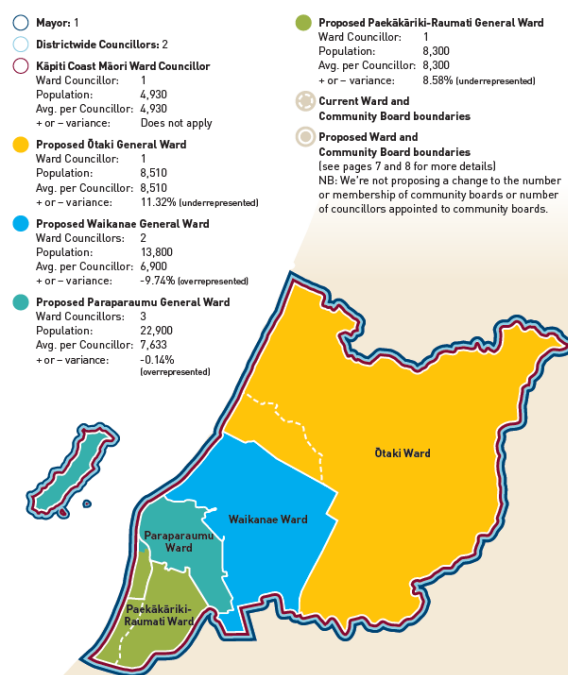 Mayor: 1
Districtwide Councillors: 2
Kāpiti Coast Māori Ward Councillor
Ward Councillor: 1
Population: 4,930
Avg. per Councillor: 4,930
+ or – variance: Does not apply
Proposed Ōtaki General Ward
Ward Councillor: 1
Population: 8,510
Avg. per Councillor: 8,510
+ or – variance: 11.32% (underrepresented)
Proposed Waikanae General Ward
Ward Councillors: 2
Population: 13,800
Avg. per Councillor: 6,900
+ or – variance: -9.74% (overrepresented)
Proposed Paraparaumu General Ward
Ward Councillors: 3
Population: 22,900
Avg. per Councillor: 7,633
+ or – variance: -0.14%
(overrepresented)
Proposed Paekākāriki-Raumati General Ward
Ward Councillor: 1
Population: 8,300
Avg. per Councillor: 8,300
+ or – variance: 8.58% (underrepresented)
Current Ward and
Community Board boundaries
Proposed Ward and
Community Board boundaries
(see pages 7 and 8 for more details)
NB: We're not proposing a change to the number
or membership of community boards or number
of councillors appointed to community boards.
Ōtaki Ward
Waikanae Ward
Paraparaumu
Ward
Paekākāriki-
Raumati Ward